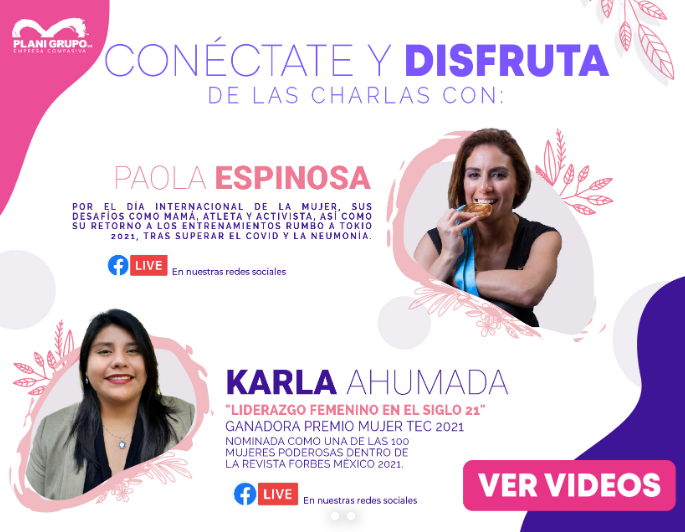 PLANI GRUPO
EMPRESA COMPASIVA
CONÉCTATE Y DISFRUTA
DE LAS CHARLAS CON:
PAOLA ESPINOSA
POR EL DÍA INTERNACIONAL DE LA MUJER, SUS
DESAFÍOS COMO MAMÁ, ATLETA Y ACTIVISTA, ASÍ COMO
SU RETORNO A LOS ENTRENAMIENTOS RUMBO A TOKIO
2021, TRAS SUPERAR EL COVID Y LA NEUMONÍA.
LIVE En nuestras redes sociales
KARLA AHUMADA
"LIDERAZGO FEMENINO EN EL SIGLO 21"
GANADORA PREMIO MUJER TEC 2021
NOMINADA COMO UNA DE LAS 100
MUJERES PODEROSAS DENTRO DE
LA REVISTA FORBES MÉXICO 2021.
LIVE En nuestras redes sociales
VER VIDEOS